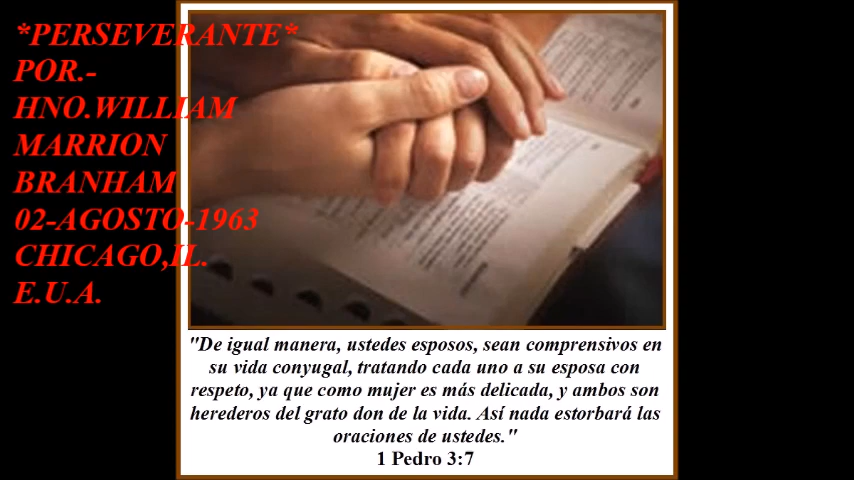 *PERSEVERANTE*
POR.-
HNO.WILLIAM
MARRION
BRANHAM
02-AGOSTO-1963
CHICAGO,IL.
E.U.A.
"De igual manera, ustedes esposos, sean comprensivos en
su vida conyugal, tratando cada uno a su esposa con
respeto, ya que como mujer es más delicada, y ambos son
herederos del grato don de la vida. Así nada estorbará las
oraciones de ustedes."
1 Pedro 3:7